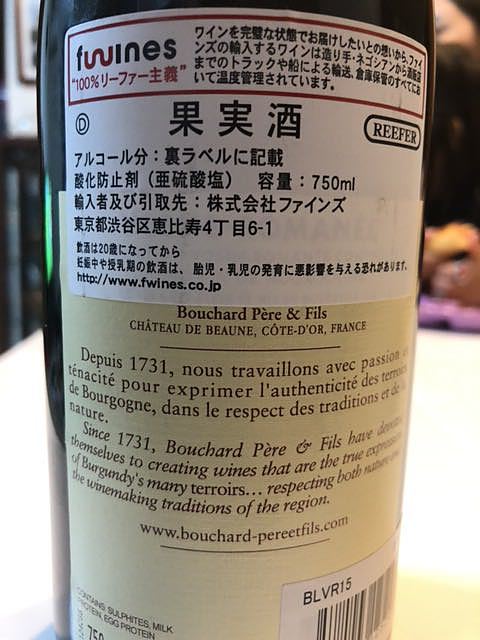 fwines
"100%リーファー主義"
ワインを完璧な状態でお届けしたいとの想いから、ファイ
ンズの輸入するワインは造り手・ネゴシアンから酒販店
までのトラックや船による輸送、倉庫保管のすべてにお
いて温度管理されています。
D 果実酒 REEFER
アルコール分：裏ラベルに記載
酸化防止剤（亜硫酸塩） 容量：750ml
輸入者及び引取先：株式会社ファインズ
東京都渋谷区恵比寿4丁目6-1
飲酒は20歳になってから
妊娠中や授乳期の飲酒は、胎児・乳児の発育に悪影響を与える恐れがあります。
http://www.fwines.co.jp
Bouchard Père & Fils
CHÂTEAU DE BEAUNE, CÔTE-D'OR, FRANCE
Depuis 1731, nous travaillons avec passion
ténacité pour exprimer l'authenticité des terroirs
de Bourgogne, dans le respect des traditions et de
nature.
Since 1731, Bouchard Père & Fils have
themselves to creating wines that are the true
of Burgundy's many terroirs... respecting both nature
the winemaking traditions of the region.
www.bouchard-pereetfils.com
BLVR15
CONTAINS SULPHITES, MILK
PROTEIN, EGG PROTEIN
750